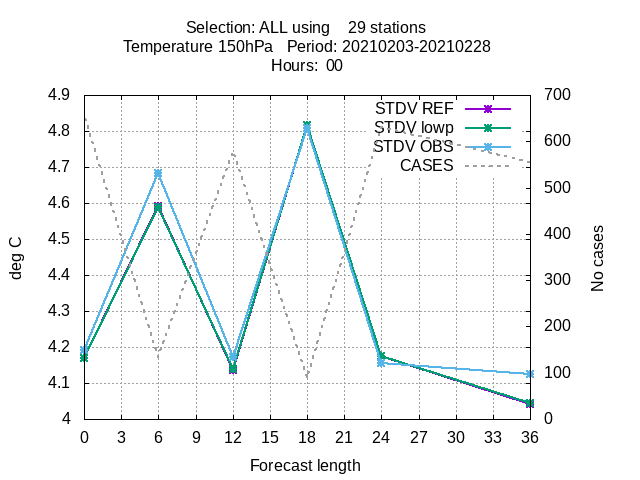 Selection: ALL using    29 stations
Temperature 150hPa   Period: 20210203-20210228
Hours:  00
4.9
4.8
4.7
4.6
4.5
4.4
4.3
4.2
4.1
4
deg C
STDV REF
STDV lowp
STDV OBS
CASES
700
600
500
400
300
200
100
0
No cases
0 3 6 9 12 15 18 21 24 27 30 33 36
Forecast length